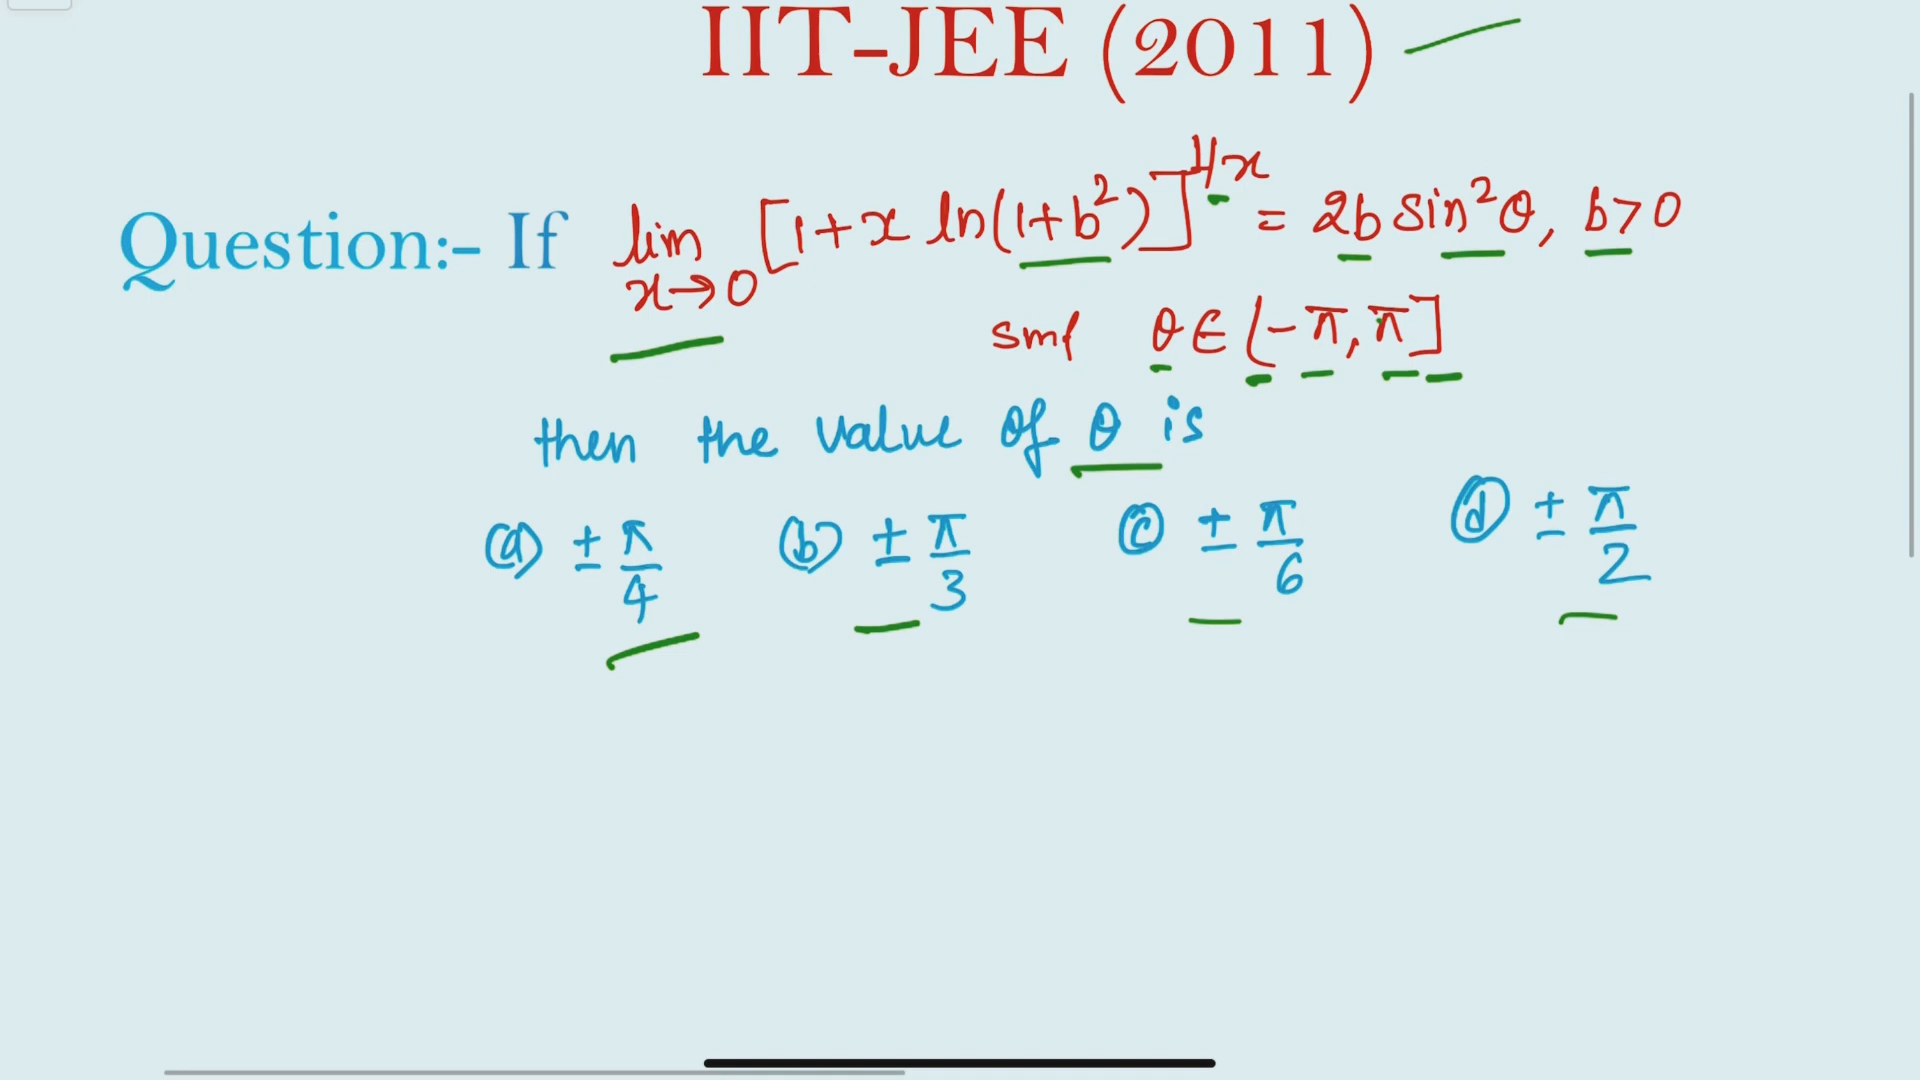 IIT-JEE (2011)
Question:- If lim x→0 [1+x ln(1+b²)]^1/x = 2b sin²θ, b>0
θ∈[-π, π]
then the value of θ is
(a) ± π/4 (b) ± π/3 (c) ± π/6 (d) ± π/2